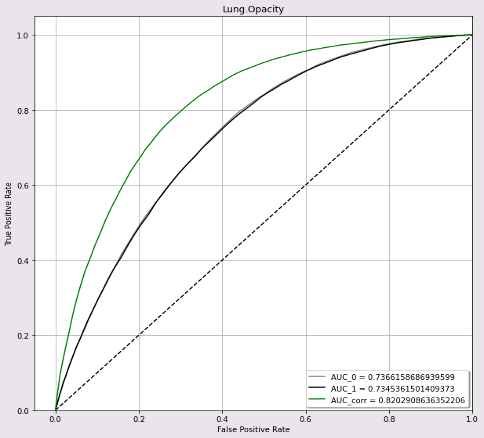 Lung.Opacity
1.0
0.8
0.6
0.4
0.2
0.0
True Positive Rate
AUC_0 = 0.7366158686939599
AUC_1 = 0.7345361501409373
AUC_corr = 0.8202908636352206
0.0 0.2 0.4 0.6 0.8 1.0
False Positive Rate